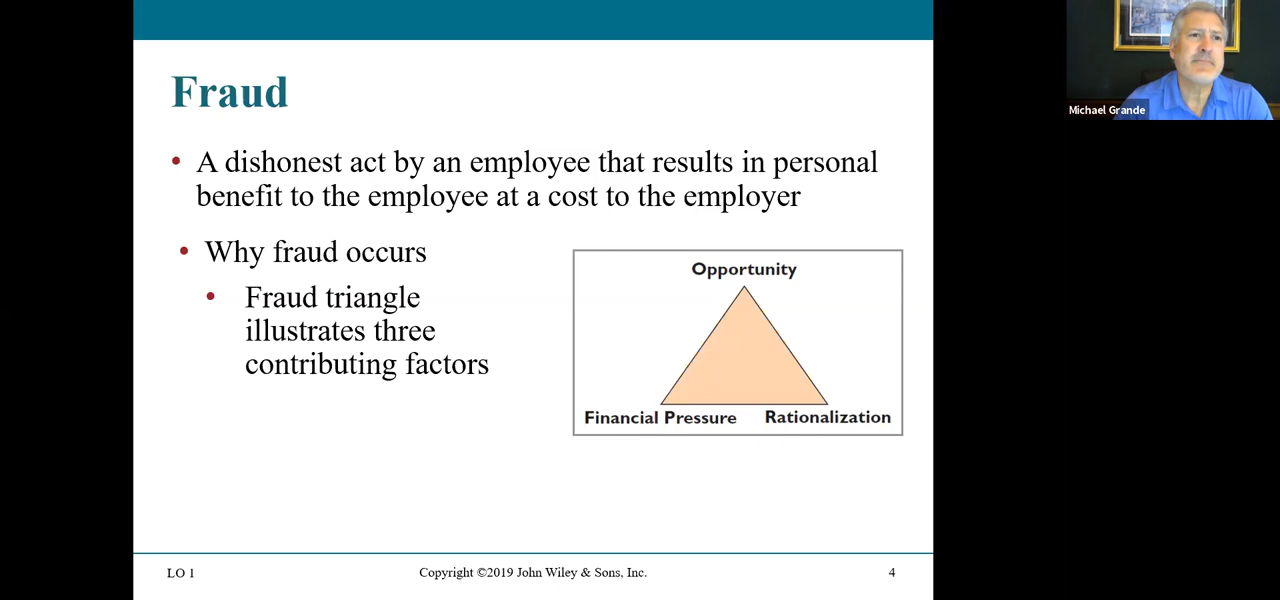 Fraud
• A dishonest act by an employee that results in personal
benefit to the employee at a cost to the employer
• Why fraud occurs
• Fraud triangle
illustrates three
contributing factors
Opportunity
Financial Pressure Rationalization
LO 1 Copyright ©2019 John Wiley & Sons, Inc. 4
Michael Grande